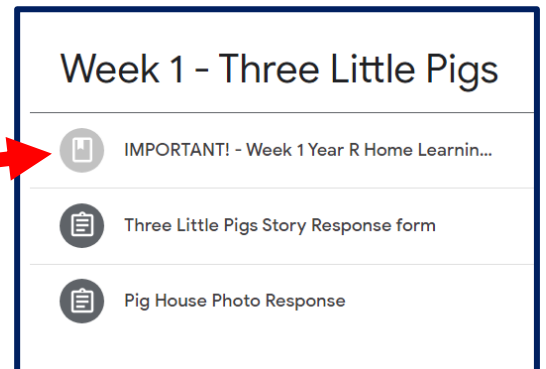 Week 1 - Three Little Pigs
IMPORTANT! - Week 1 Year R Home Learnin...
Three Little Pigs Story Response form
Pig House Photo Response